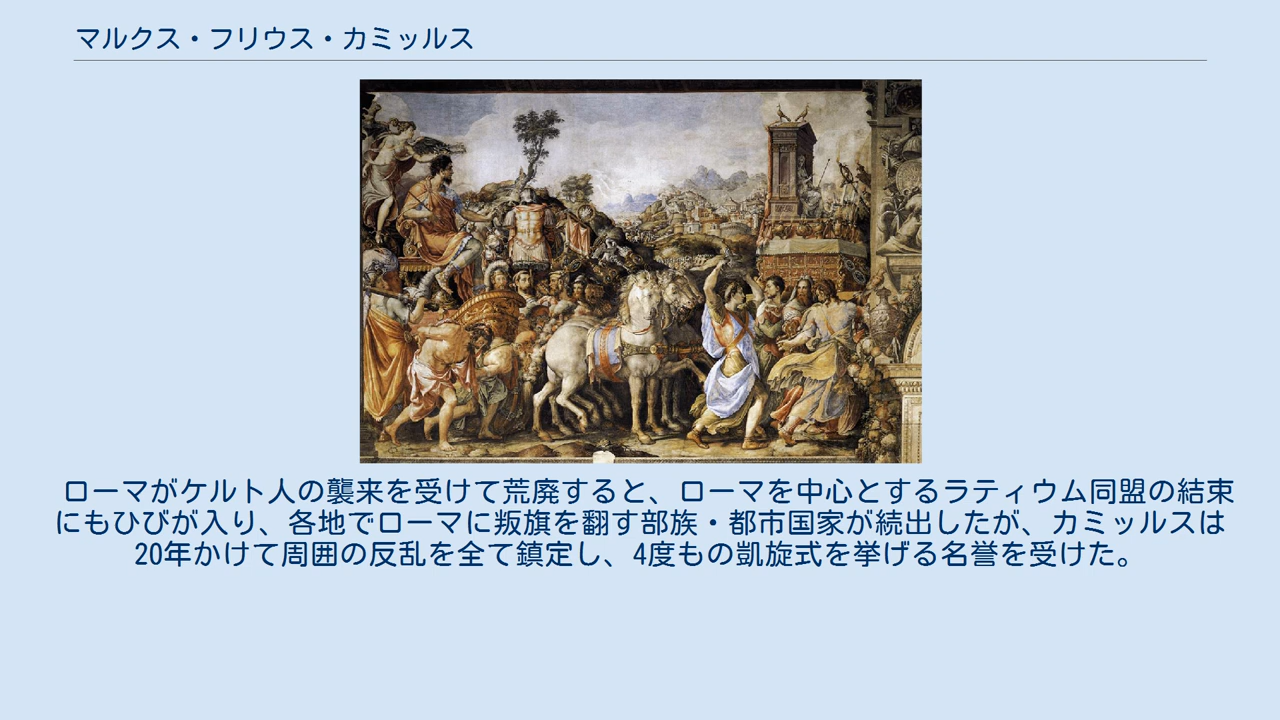 マルクス・フリウス・カミッルス
ローマがケルト人の襲来を受けて荒廃すると、ローマを中心とするラティウム同盟の結束
にもひびが入り、各地でローマに叛旗を翻す部族・都市国家が続出したが、カミッルスは
20年かけて周囲の反乱を全て鎮定し、4度もの凱旋式を挙げる名誉を受けた。